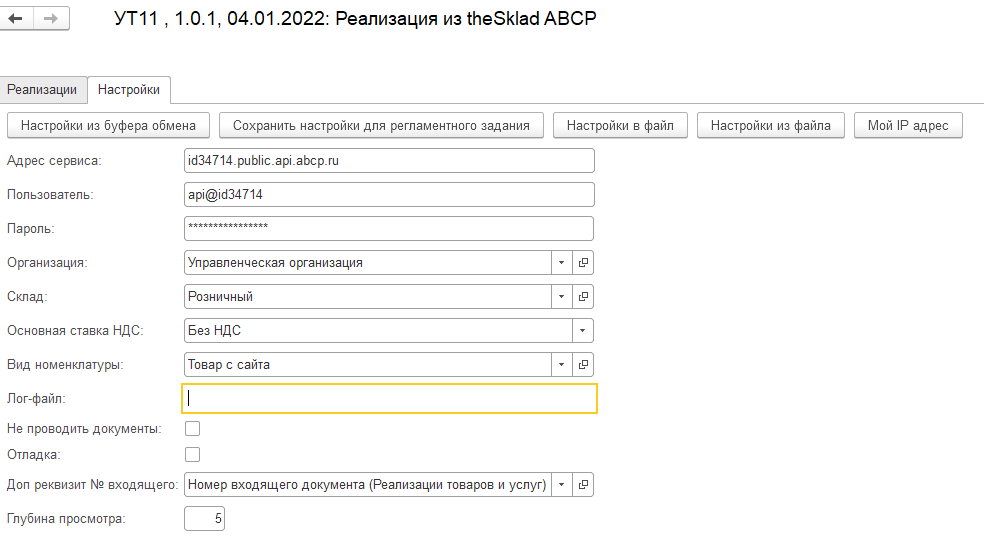 УТ11 , 1.0.1, 04.01.2022: Реализация из theSklad ABCP
Реализации Настройки
Настройки из буфера обмена Сохранить настройки для регламентного задания Настройки в файл Настройки из файла Мой IP адрес
Адрес сервиса: id34714.public.api.abcp.ru
Пользователь: api@id34714
Пароль: ****************
Организация: Управленческая организация
Склад: Розничный
Основная ставка НДС: Без НДС
Вид номенклатуры: Товар с сайта
Лог-файл:
Не проводить документы:
Отладка:
Доп реквизит № входящего: Номер входящего документа (Реализации товаров и услуг)
Глубина просмотра: 5